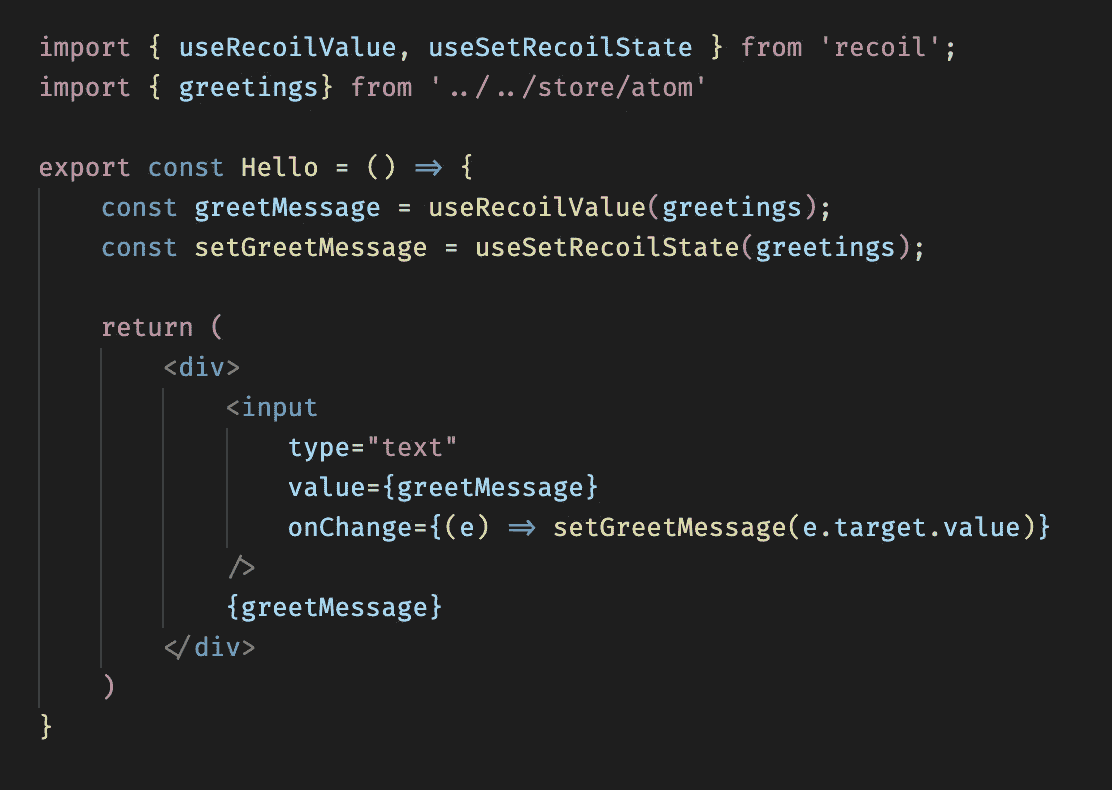 import { useRecoilValue, useSetRecoilState } from 'recoil';
import { greetings} from '../../store/atom'

export const Hello = () => {
    const greetMessage = useRecoilValue(greetings);
    const setGreetMessage = useSetRecoilState(greetings);

    return (
        <div>
            <input
                type="text"
                value={greetMessage}
                onChange={(e) => setGreetMessage(e.target.value)}
            />
            {greetMessage}
        </div>
    )
}